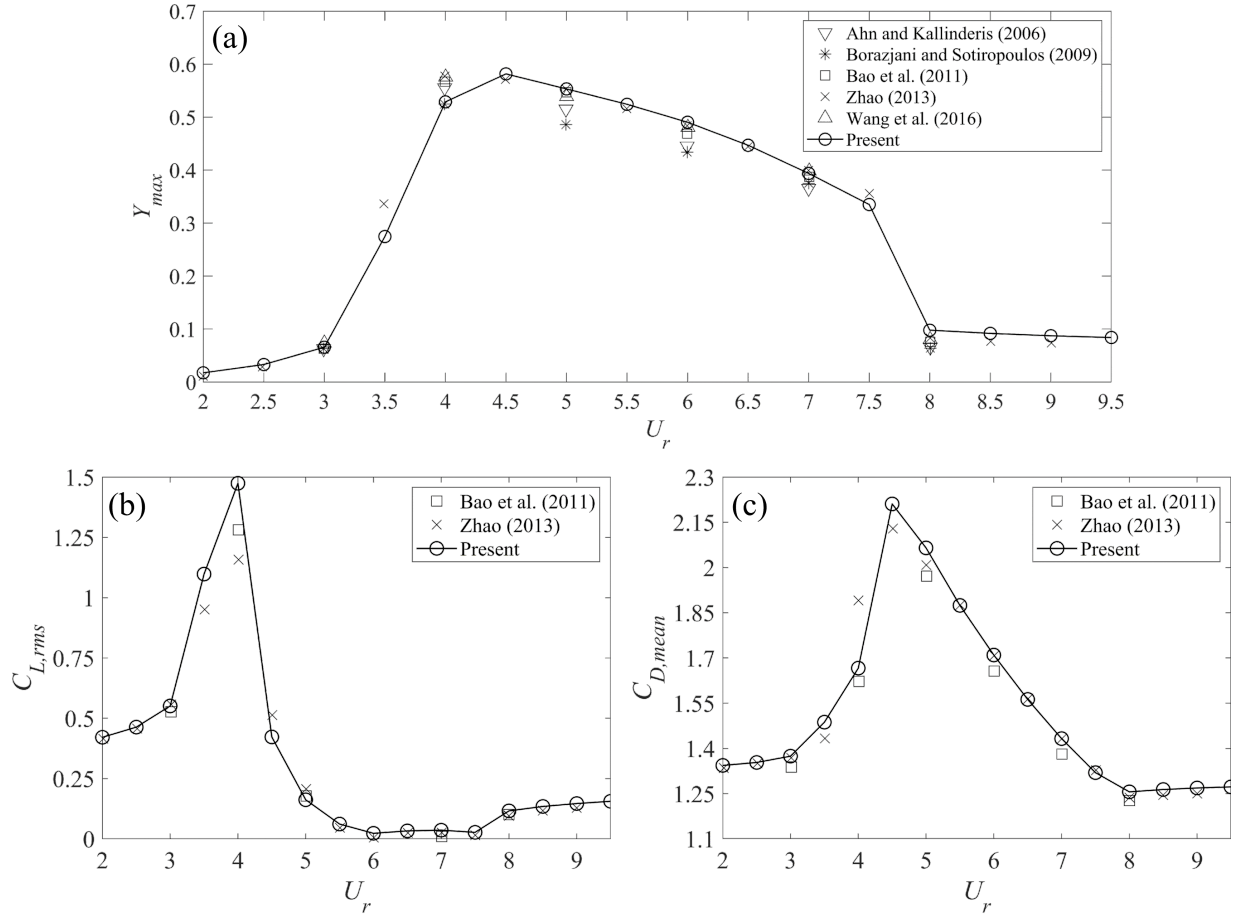 (a)
0.7
0.6
0.5
0.4
0.3
0.2
0.1
0
Y_max
2 2.5 3 3.5 4 4.5 5 5.5 6 6.5 7 7.5 8 8.5 9 9.5
U_r
Ahn and Kallinderis (2006)
Borazjani and Sotiropoulos (2009)
Bao et al. (2011)
Zhao (2013)
Wang et al. (2016)
Present
(b)
1.5
1.25
1
0.75
0.5
0.25
0
C_L,rms
2 3 4 5 6 7 8 9
U_r
Bao et al. (2011)
Zhao (2013)
Present
(c)
2.3
2.15
2
1.85
1.7
1.55
1.4
1.25
1.1
C_D,mean
2 3 4 5 6 7 8 9
U_r
Bao et al. (2011)
Zhao (2013)
Present